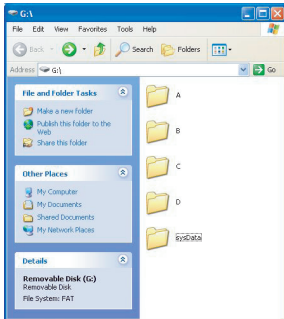 G:\
File Edit View Favorites Tools Help
Back Search Folders
Address G:\ Go
File and Folder Tasks
Make a new folder
Publish this folder to the
Web
Share this folder
Other Places
My Computer
My Documents
Shared Documents
My Network Places
Details
Removable Disk (G:)
Removable Disk
File System: FAT
A
B
C
D
sysData